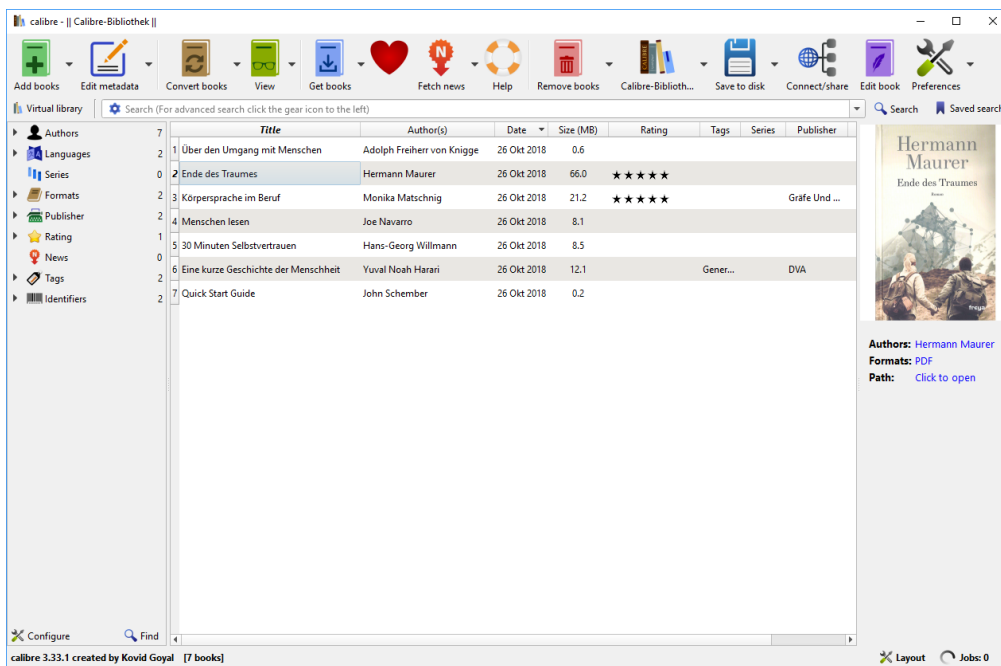 calibre - || Calibre-Bibliothek ||
Add books Edit metadata Convert books View Get books Fetch news Help Remove books Calibre-Biblioth... Save to disk Connect/share Edit book Preferences
Virtual library Search (For advanced search click the gear icon to the left) Search Saved search
Authors 7
Languages 2
Series 0
Formats 2
Publisher 2
Rating 1
News 0
Tags 2
Identifiers 2
Title Author(s) Date Size (MB) Rating Tags Series Publisher
1 Über den Umgang mit Menschen Adolph Freiherr von Knigge 26 Okt 2018 0.6
2 Ende des Traumes Hermann Maurer 26 Okt 2018 66.0 ★★★★★
3 Körpersprache im Beruf Monika Matschnig 26 Okt 2018 21.2 ★★★★★ Gräfe Und ...
4 Menschen lesen Joe Navarro 26 Okt 2018 8.1
5 30 Minuten Selbstvertrauen Hans-Georg Willmann 26 Okt 2018 8.5
6 Eine kurze Geschichte der Menschheit Yuval Noah Harari 26 Okt 2018 12.1 Gener... DVA
7 Quick Start Guide John Schember 26 Okt 2018 0.2
Hermann
Maurer
Ende des Traumes
freya
Authors: Hermann Maurer
Formats: PDF
Path: Click to open
Configure Find
calibre 3.33.1 created by Kovid Goyal [7 books] Layout Jobs: 0